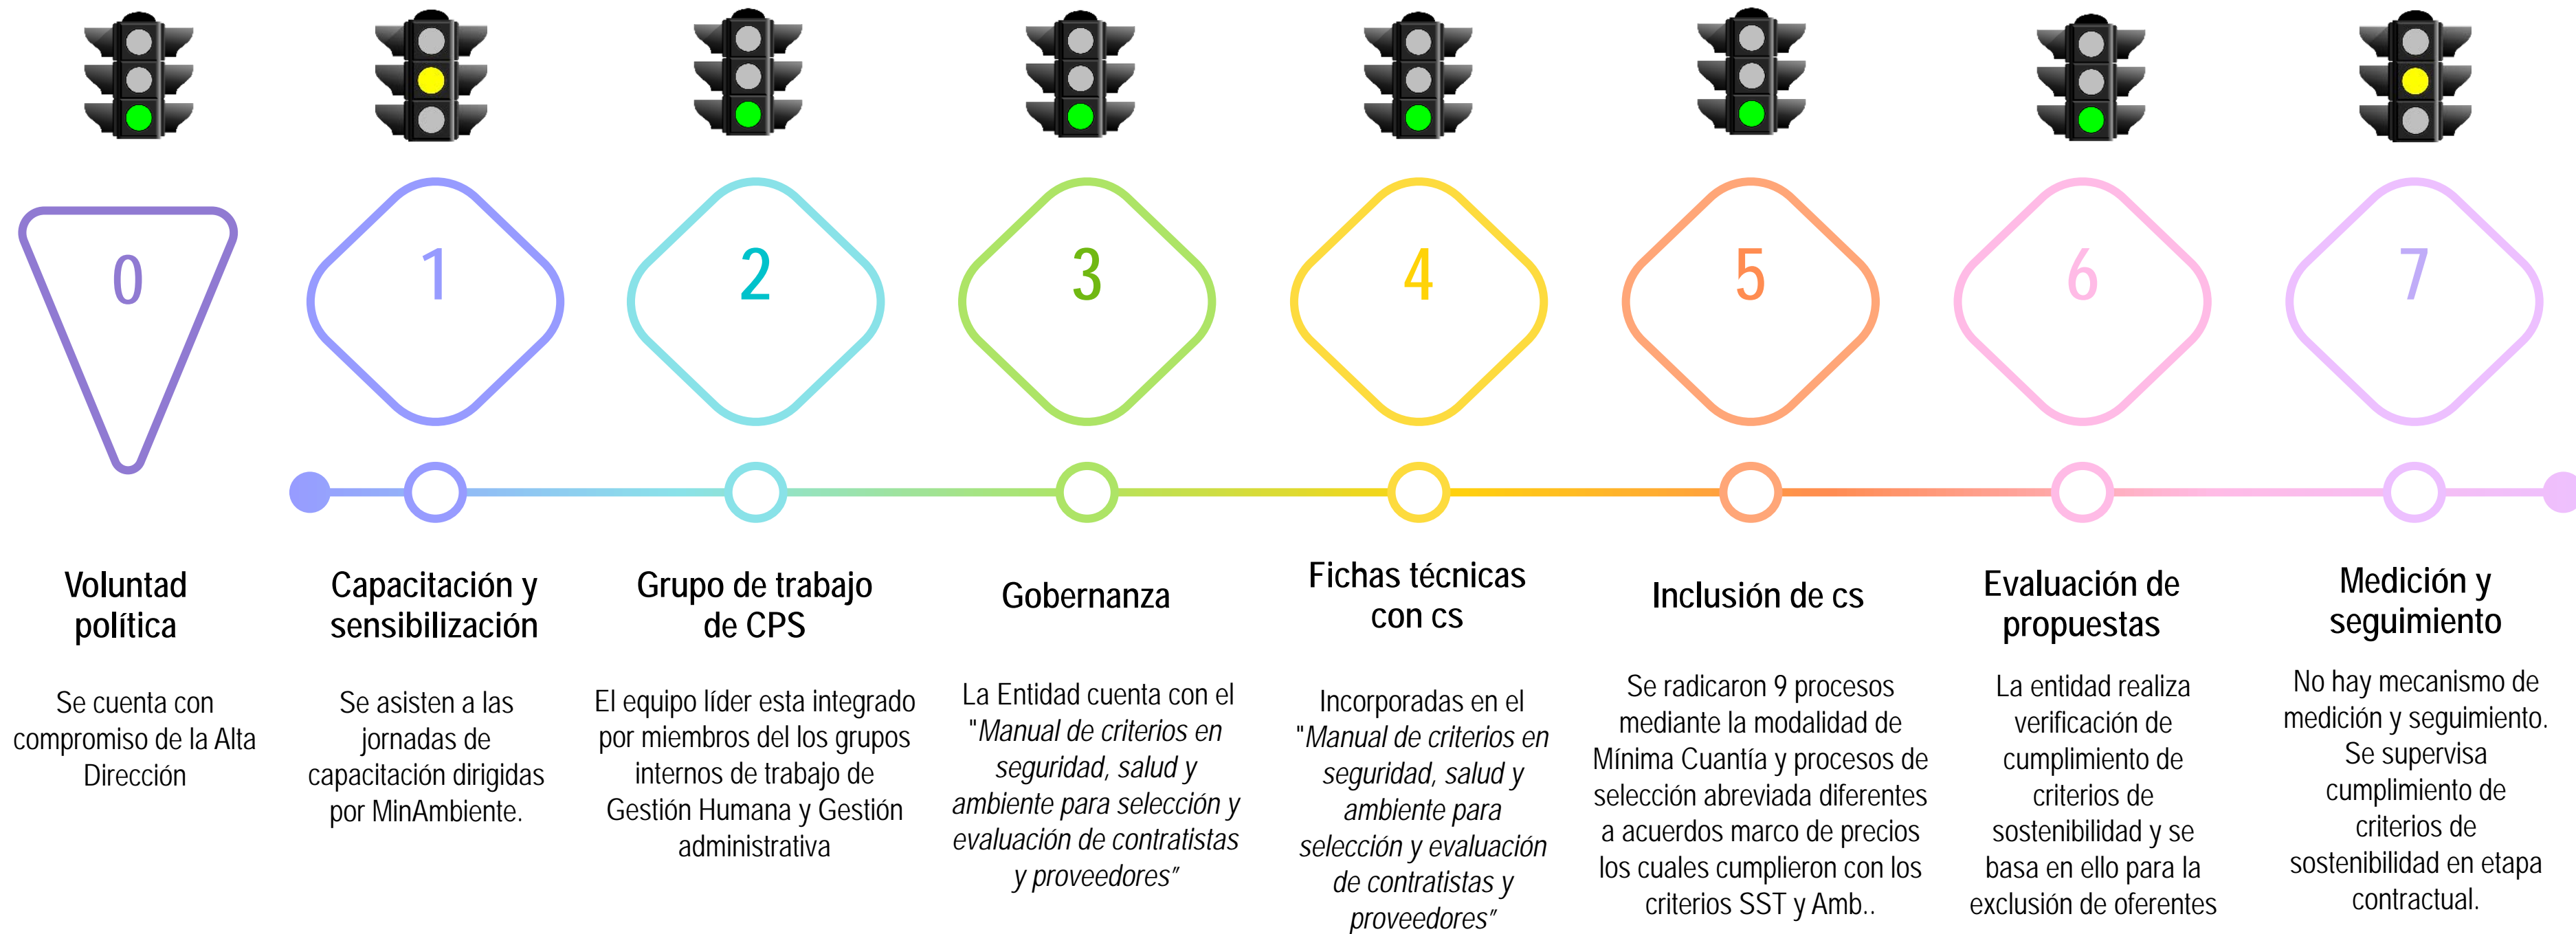 0
1
2
3
4
5
6
7
Voluntad
política
Se cuenta con
compromiso de la Alta
Dirección
Capacitación y
sensibilización
Se asisten a las
jornadas de
capacitación dirigidas
por MinAmbiente.
Grupo de trabajo
de CPS
El equipo líder esta integrado
por miembros del los grupos
internos de trabajo de
Gestión Humana y Gestión
administrativa
Gobernanza
La Entidad cuenta con el
"Manual de criterios en
seguridad, salud y
ambiente para selección y
evaluación de contratistas
y proveedores"
Fichas técnicas
con cs
Incorporadas en el
"Manual de criterios en
seguridad, salud y
ambiente para
selección y evaluación
de contratistas y
proveedores"
Inclusión de cs
Se radicaron 9 procesos
mediante la modalidad de
Mínima Cuantía y procesos de
selección abreviada diferentes
a acuerdos marco de precios
los cuales cumplieron con los
criterios SST y Amb..
Evaluación de
propuestas
La entidad realiza
verificación de
cumplimiento de
criterios de
sostenibilidad y se
basa en ello para la
exclusión de oferentes
Medición y
seguimiento
No hay mecanismo de
medición y seguimiento.
Se supervisa
cumplimiento de
criterios de
sostenibilidad en etapa
contractual.